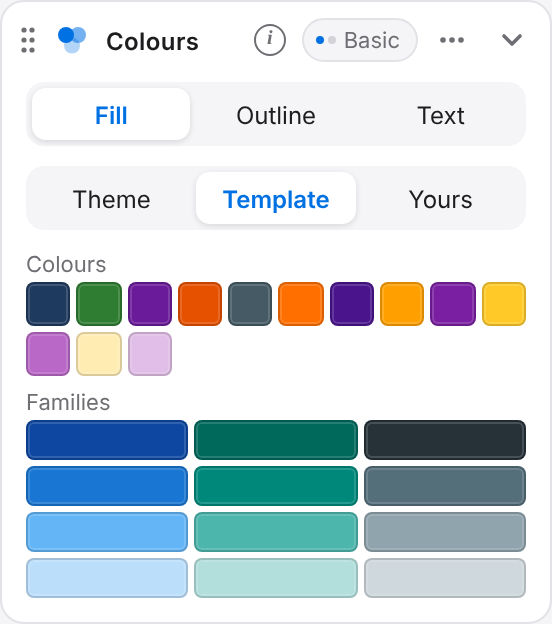 Colours
i
Basic
Fill Outline Text
Theme Template Yours
Colours
Families